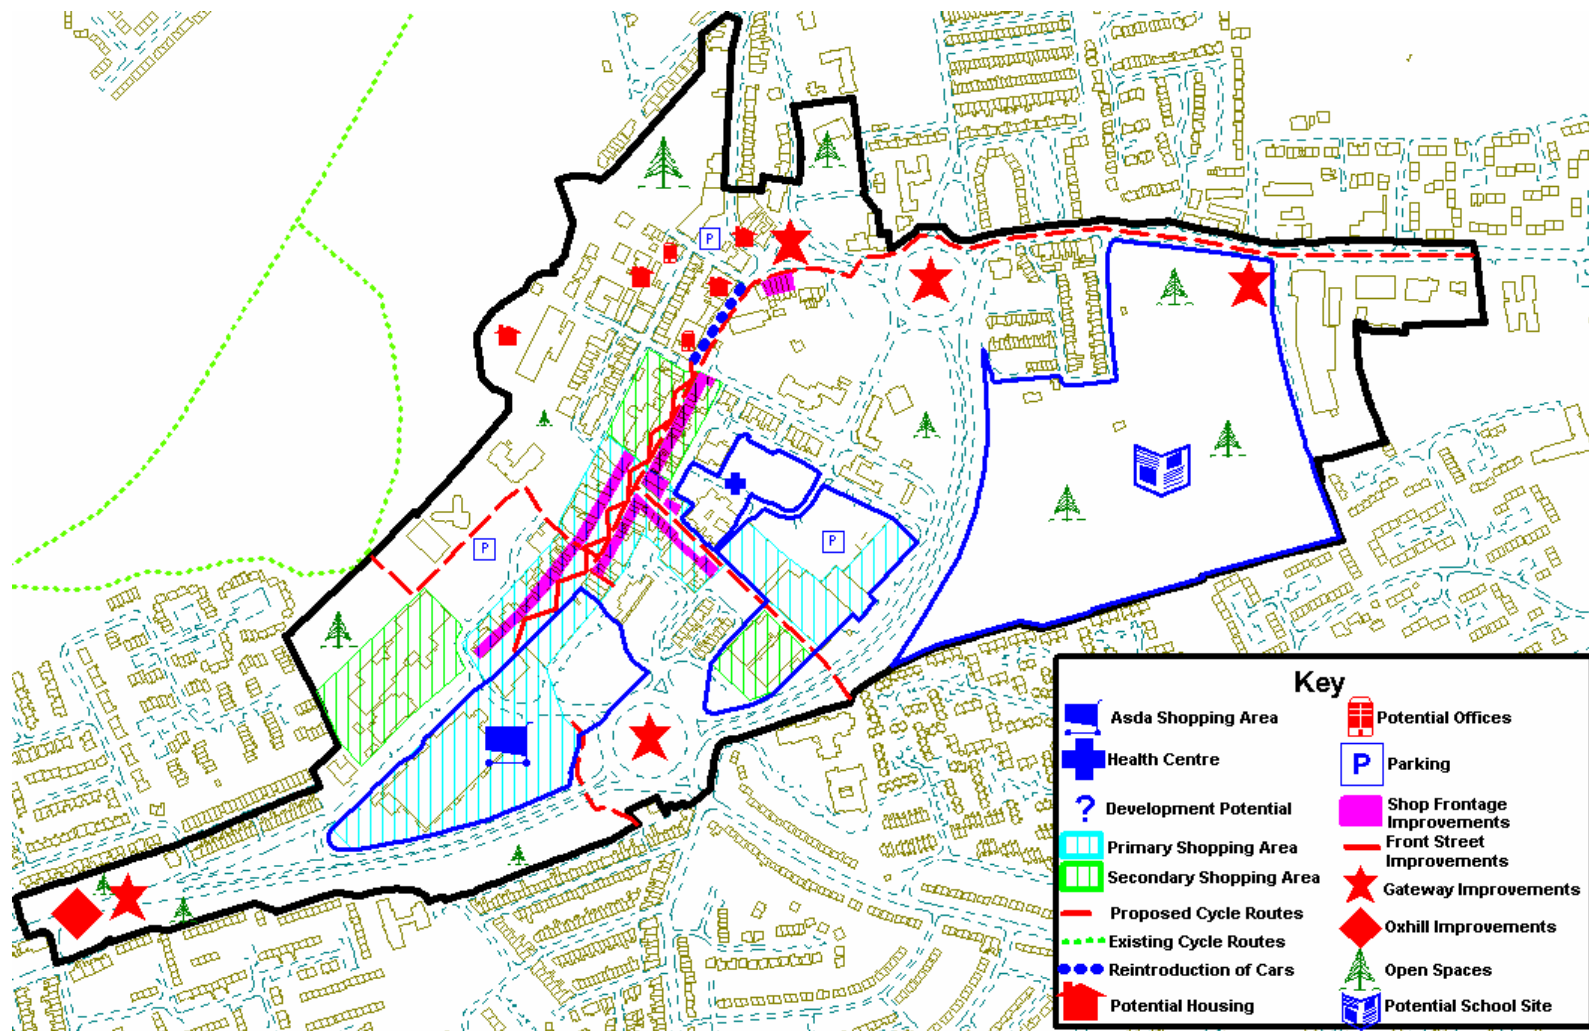 P
P
P
Key
Asda Shopping Area
Potential Offices
Health Centre
P
Parking
?
Development Potential
Shop Frontage
Improvements
Primary Shopping Area
Front Street
Improvements
Secondary Shopping Area
Gateway Improvements
Proposed Cycle Routes
Oxhill Improvements
Existing Cycle Routes
Reintroduction of Cars
Open Spaces
Potential Housing
Potential School Site